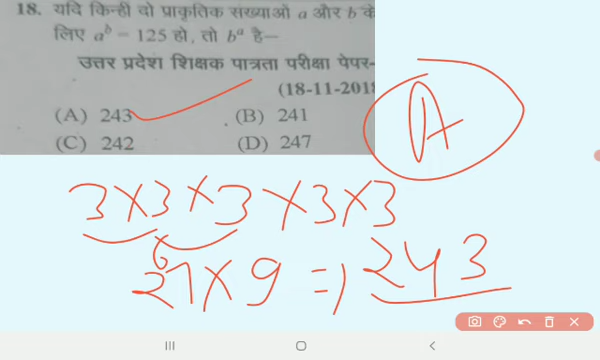 18. यदि किन्हीं दो प्राकृतिक संख्याओं a और b के
लिए a^b = 125 हो, तो b^a है—
उत्तर प्रदेश शिक्षक पात्रता परीक्षा पेपर-
(18-11-2018
(A) 243
(B) 241
(C) 242
(D) 247
A
3×3×3×3×3
27×9=) 243